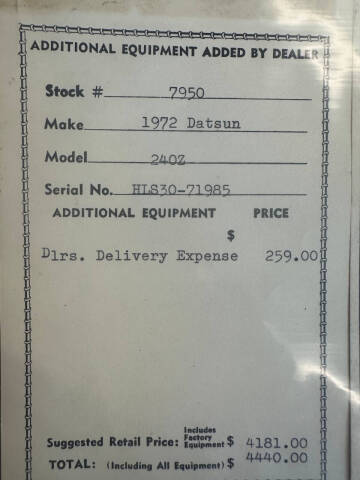 ADDITIONAL EQUIPMENT ADDED BY DEALER
Stock # 7950
Make 1972 Datsun
Model 240Z
Serial No. HLS30-71985
ADDITIONAL EQUIPMENT PRICE
$
Dlrs. Delivery Expense 259.00
Suggested Retail Price: Includes Factory Equipment $ 4181.00
TOTAL: (Including All Equipment) $ 4440.00